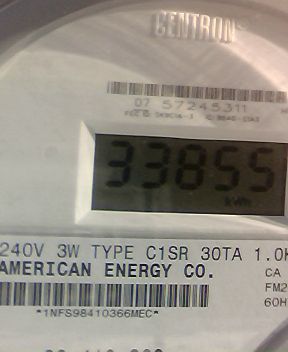 CENTRON
07 57245311
33855
kWh
240V 3W TYPE C1SR 30TA 1.0K
AMERICAN ENERGY CO.
CA
FM2
*1NFS98410366MEC*
60H